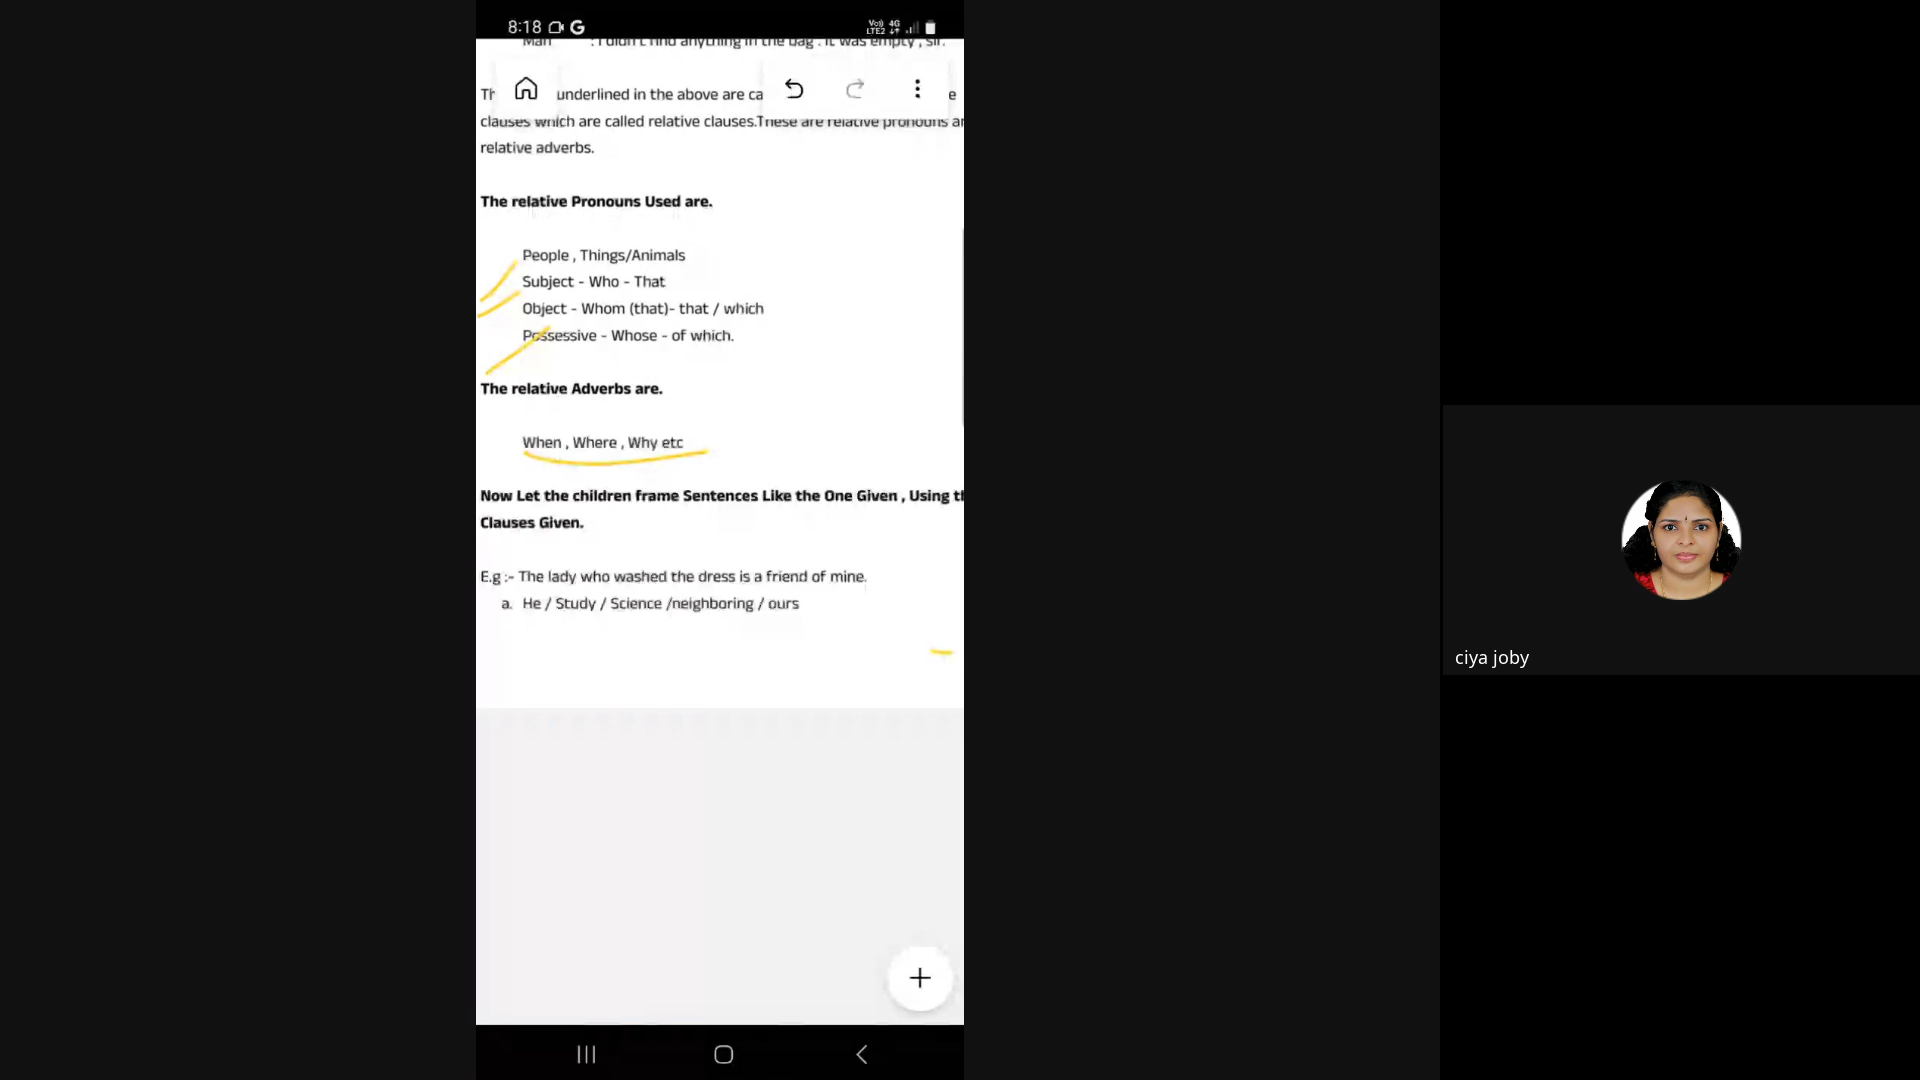 8:18
Vo)) 4G
LTE2
Man : I didn't find anything in the bag . It was empty , sir.
underlined in the above are ca
clauses which are called relative clauses.These are relative pronouns
relative adverbs.
The relative Pronouns Used are.
People , Things/Animals
Subject - Who - That
Object - Whom (that)- that / which
Possessive - Whose - of which.
The relative Adverbs are.
When , Where , Why etc
Now Let the children frame Sentences Like the One Given , Using
Clauses Given.
E.g :- The lady who washed the dress is a friend of mine.
a. He / Study / Science /neighboring / ours
ciya joby